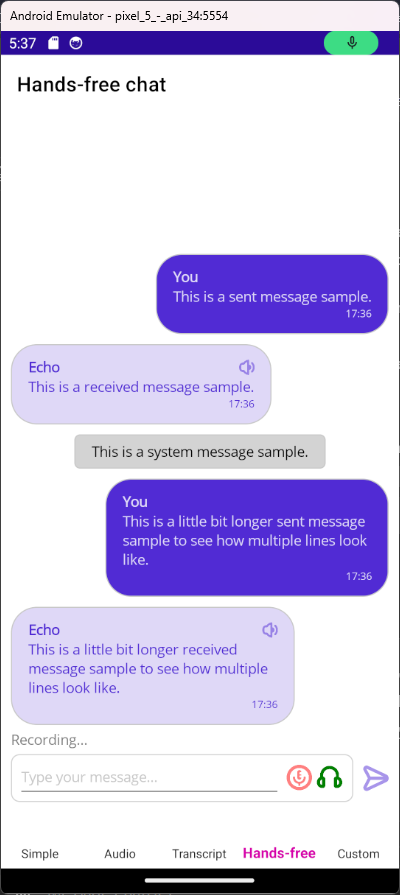 Android Emulator - pixel_5_-_api_34:5554
5:37
Hands-free chat
You
This is a sent message sample.
17:36
Echo
This is a received message sample.
17:36
This is a system message sample.
You
This is a little bit longer sent message
sample to see how multiple lines look
like.
17:36
Echo
This is a little bit longer received
message sample to see how multiple
lines look like.
17:36
Recording...
Type your message...
Simple Audio Transcript Hands-free Custom